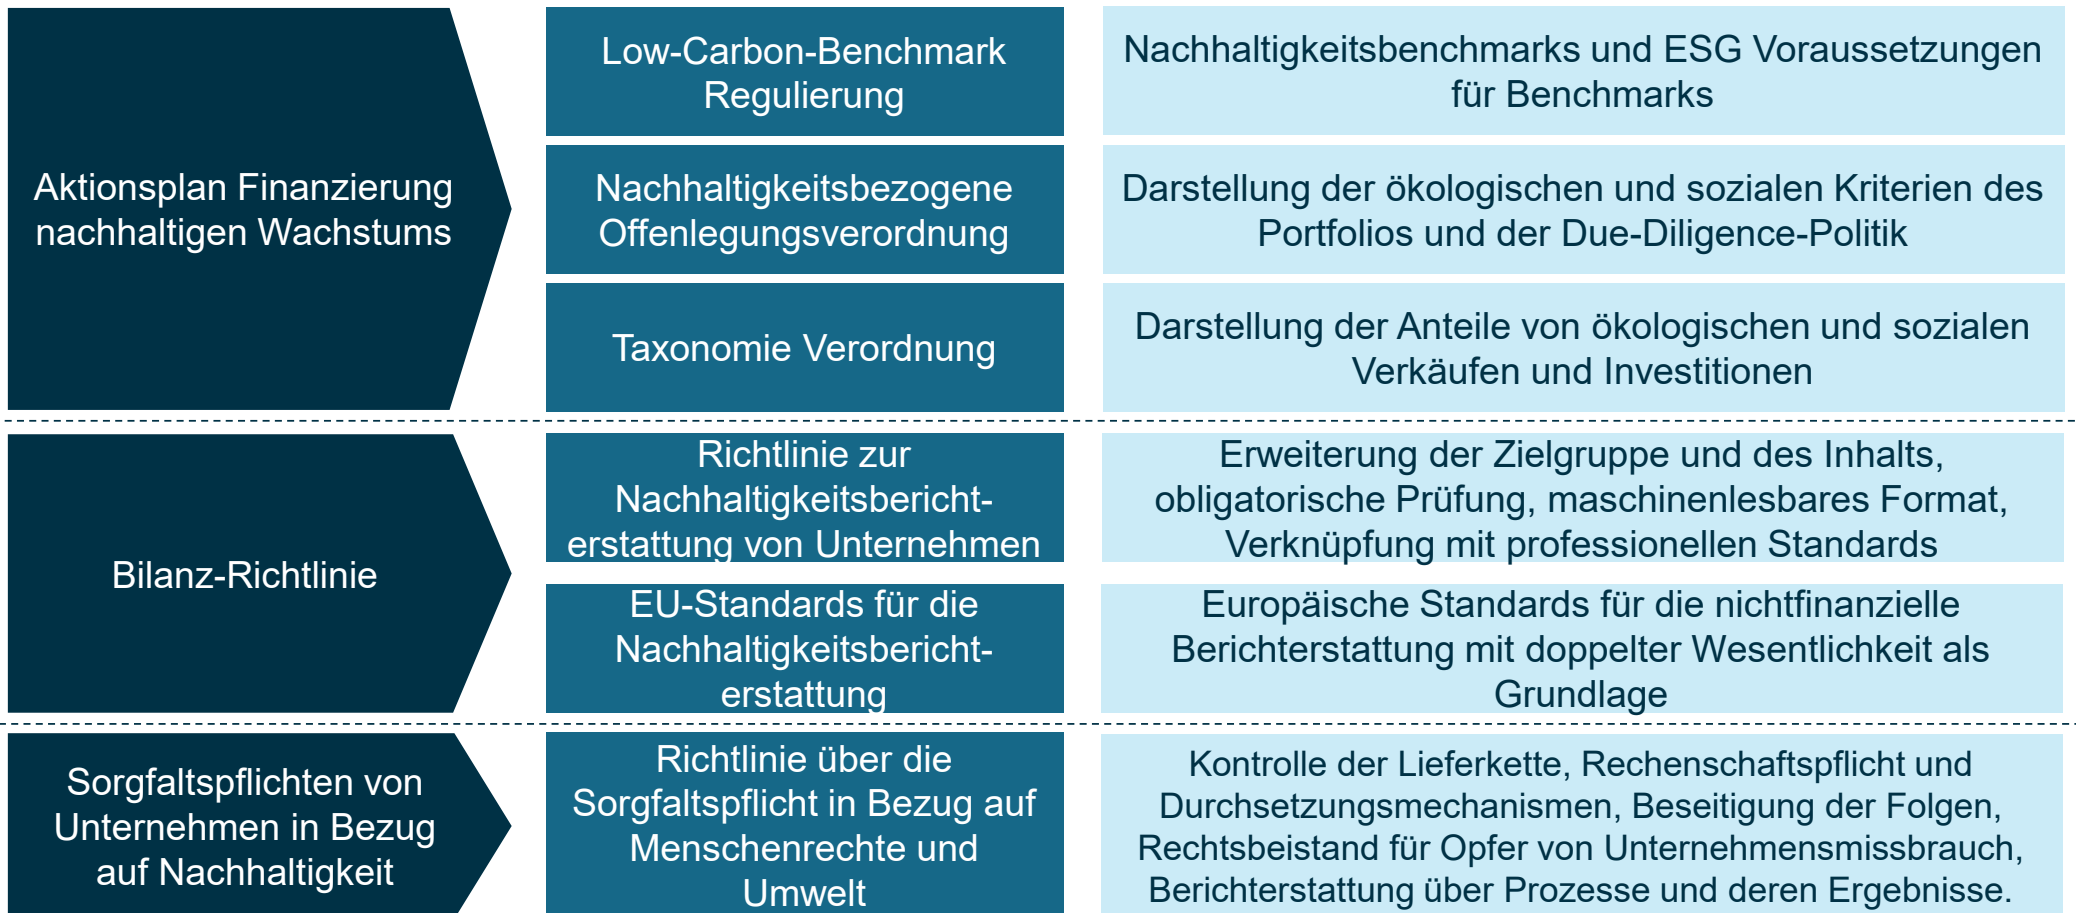 Aktionsplan Finanzierung
nachhaltigen Wachstums
Low-Carbon-Benchmark
Regulierung
Nachhaltigkeitsbenchmarks und ESG Voraussetzungen
für Benchmarks
Nachhaltigkeitsbezogene
Offenlegungsverordnung
Darstellung der ökologischen und sozialen Kriterien des
Portfolios und der Due-Diligence-Politik
Taxonomie Verordnung
Darstellung der Anteile von ökologischen und sozialen
Verkäufen und Investitionen
Bilanz-Richtlinie
Richtlinie zur
Nachhaltigkeitsbericht-
erstattung von Unternehmen
Erweiterung der Zielgruppe und des Inhalts,
obligatorische Prüfung, maschinenlesbares Format,
Verknüpfung mit professionellen Standards
EU-Standards für die
Nachhaltigkeitsbericht-
erstattung
Europäische Standards für die nichtfinanzielle
Berichterstattung mit doppelter Wesentlichkeit als
Grundlage
Sorgfaltspflichten von
Unternehmen in Bezug
auf Nachhaltigkeit
Richtlinie über die
Sorgfaltspflicht in Bezug auf
Menschenrechte und
Umwelt
Kontrolle der Lieferkette, Rechenschaftspflicht und
Durchsetzungsmechanismen, Beseitigung der Folgen,
Rechtsbeistand für Opfer von Unternehmensmissbrauch,
Berichterstattung über Prozesse und deren Ergebnisse.